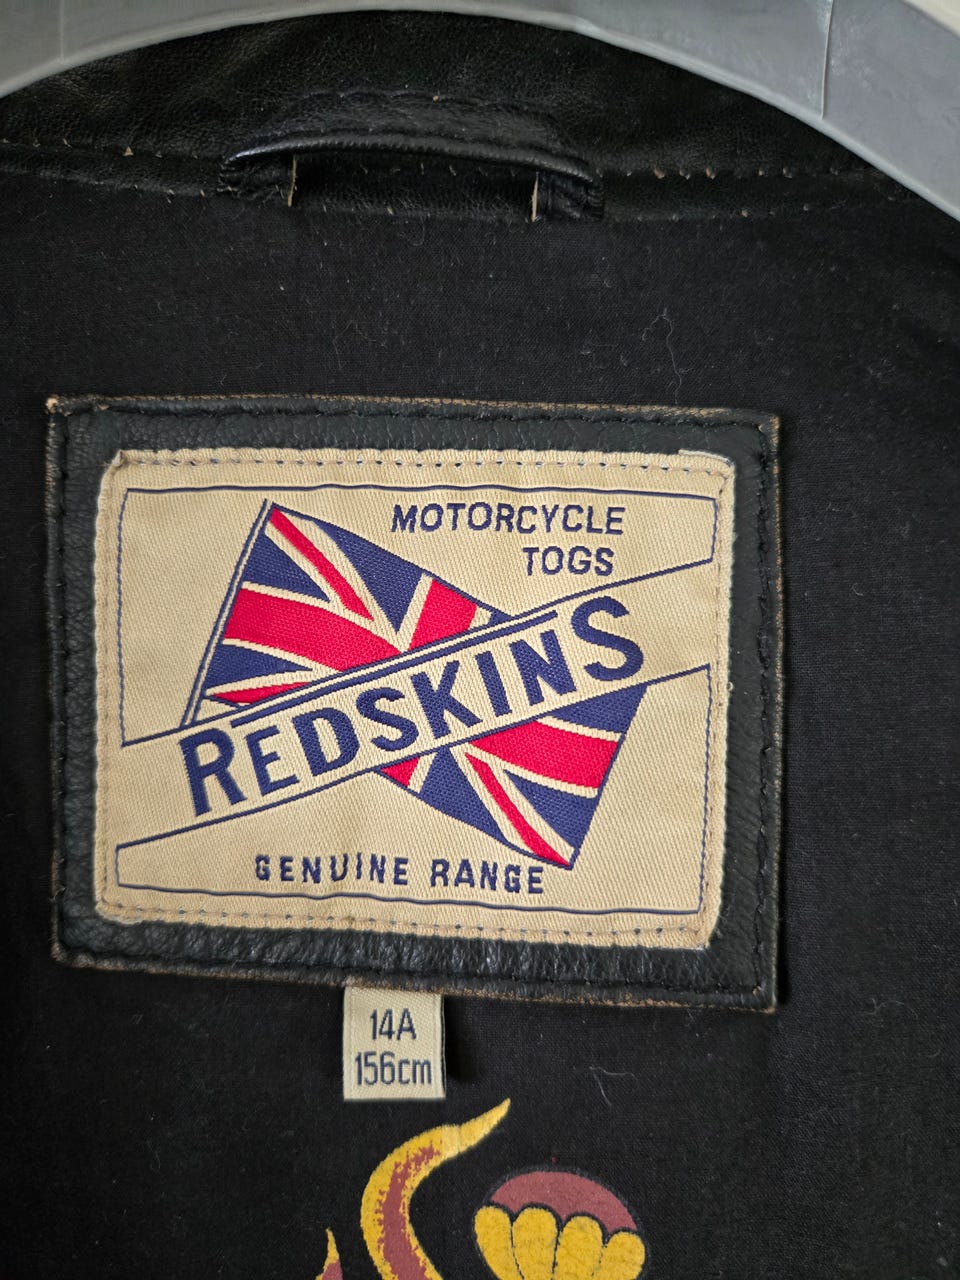 MOTORCYCLE
TOGS
REDSKINS
GENUINE RANGE
14A
156cm